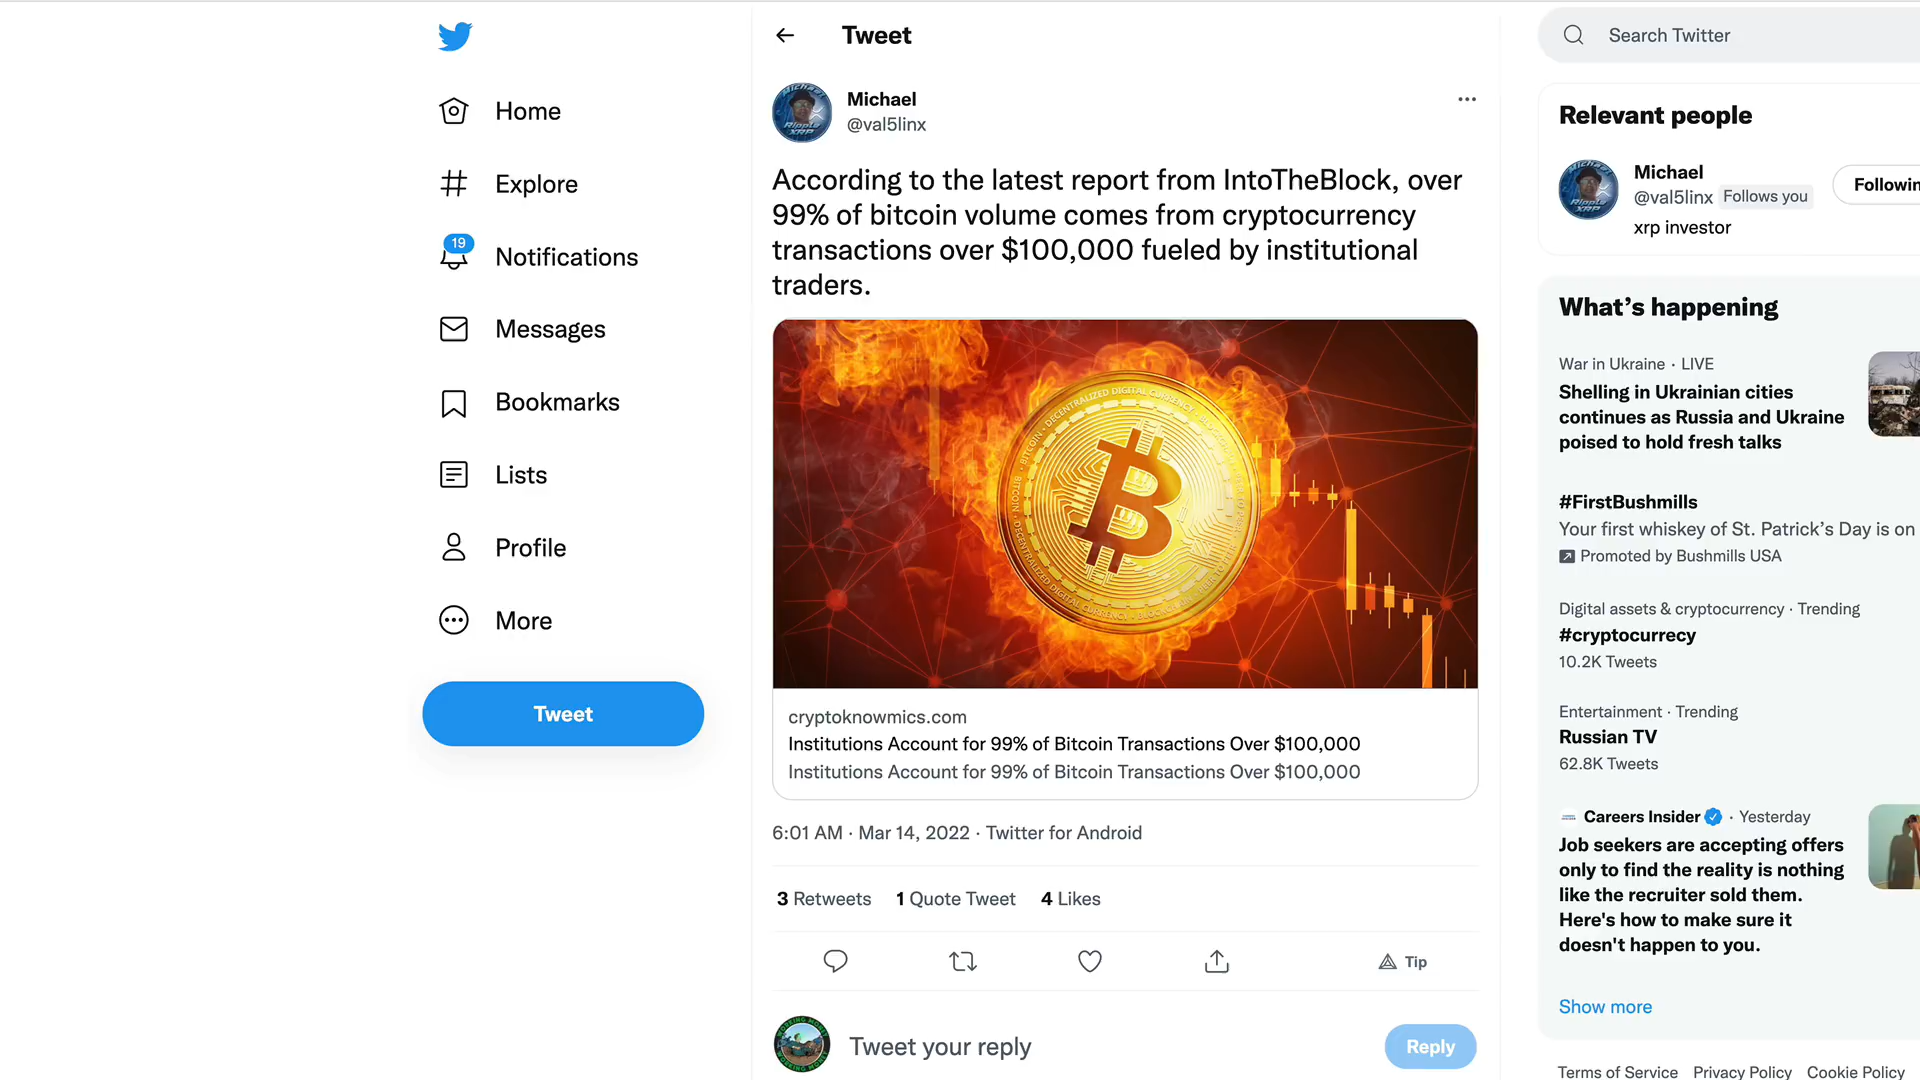 Home
Explore
19
Notifications
Messages
Bookmarks
Lists
Profile
More
Tweet
Tweet
Michael
@val5linx
According to the latest report from IntoTheBlock, over
99% of bitcoin volume comes from cryptocurrency
transactions over $100,000 fueled by institutional
traders.
cryptoknowmics.com
Institutions Account for 99% of Bitcoin Transactions Over $100,000
Institutions Account for 99% of Bitcoin Transactions Over $100,000
6:01 AM · Mar 14, 2022 · Twitter for Android
3 Retweets 1 Quote Tweet 4 Likes
Tip
Tweet your reply
Reply
Search Twitter
Relevant people
Michael
@val5linx Follows you
Followin
xrp investor
What’s happening
War in Ukraine · LIVE
Shelling in Ukrainian cities
continues as Russia and Ukraine
poised to hold fresh talks
#FirstBushmills
Your first whiskey of St. Patrick’s Day is on
Promoted by Bushmills USA
Digital assets & cryptocurrency · Trending
#cryptocurrecy
10.2K Tweets
Entertainment · Trending
Russian TV
62.8K Tweets
Careers Insider · Yesterday
Job seekers are accepting offers
only to find the reality is nothing
like the recruiter sold them.
Here's how to make sure it
doesn't happen to you.
Show more
Terms of Service Privacy Policy Cookie Policy